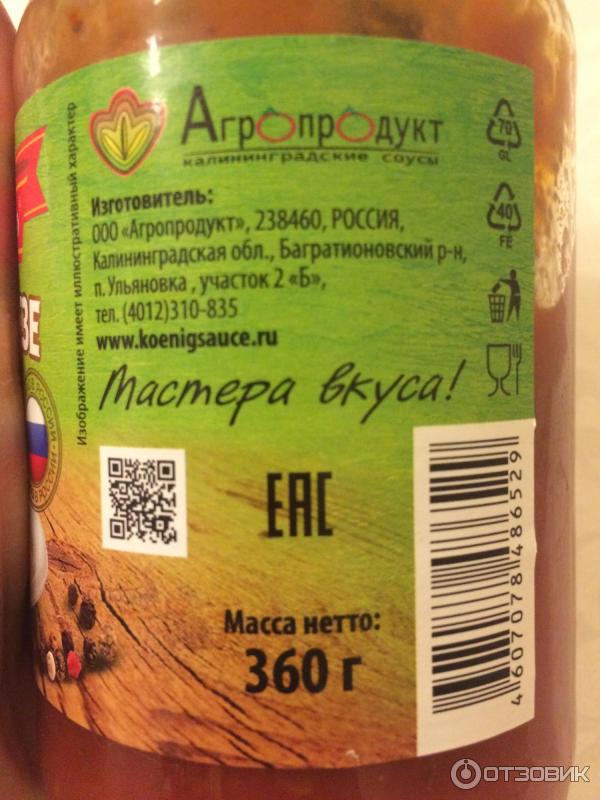 АгрОпрОдукт
калининградские соусы
Изготовитель:
ООО «Агропродукт», 238460, РОССИЯ,
Калининградская обл., Багратионовский р-н,
п. Ульяновка , участок 2 «Б»,
тел. (4012)310-835
www.koenigsauce.ru
Мастера вкуса!
Изображение имеет иллюстративный характер
70
GL
40
FE
ЕАС
Масса нетто:
360 г
4607078486529
ОТЗОВИК